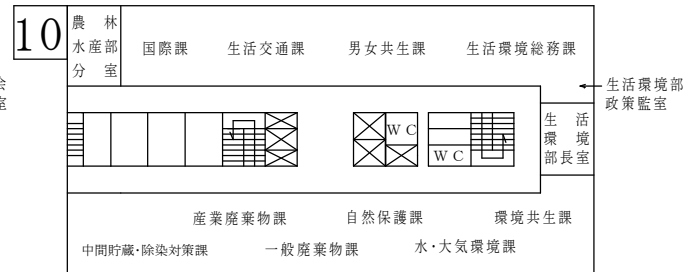 10
農林
水産部
分室
国際課 生活交通課 男女共生課 生活環境総務課
会
室
生活環境部
政策監室
WC
WC
生活
環境
部長室
産業廃棄物課 自然保護課 環境共生課
中間貯蔵・除染対策課 一般廃棄物課 水・大気環境課